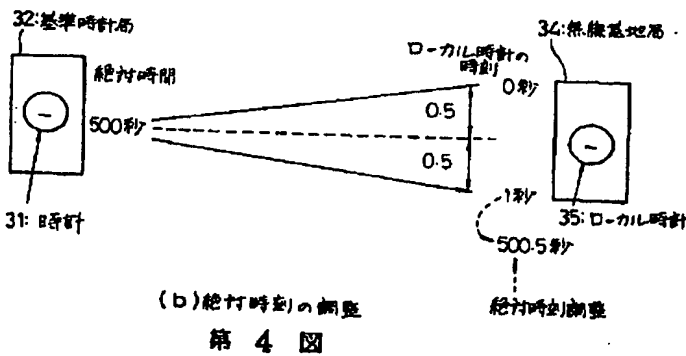 32:基準時計局
絶対時間
500秒
31:時計
ローカル時計の
時刻
0秒
0.5
0.5
1秒
500.5秒
絶対時刻調整
34:無線基地局
35:ローカル時計
(b)絶対時刻の調整
第 4 図